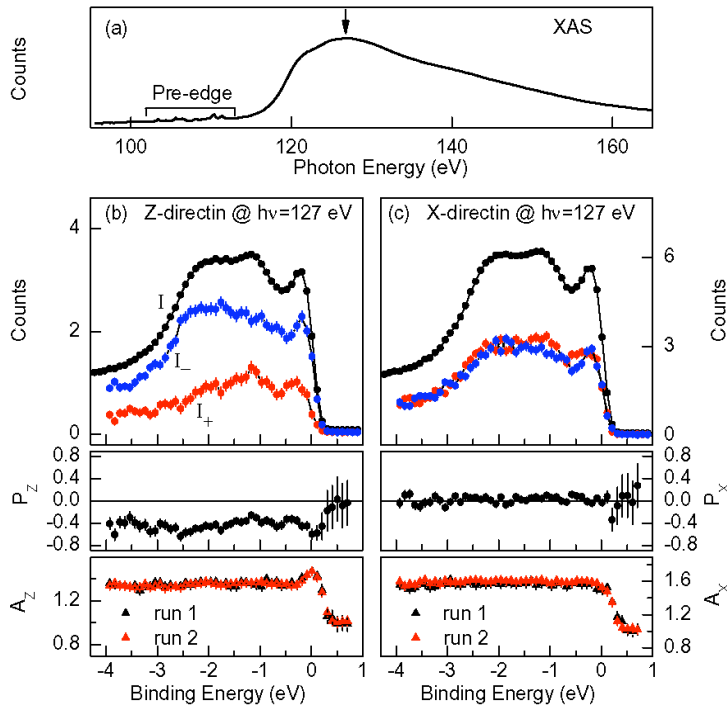 (a)
XAS
Counts
Pre-edge
100 120 140 160
Photon Energy (eV)
(b) Z-directin @ hν=127 eV
(c) X-directin @ hν=127 eV
4
2
0
Counts
I
I−
I+
6
3
0
Counts
0.8
0.4
0.0
-0.4
-0.8
PZ
0.8
0.4
0.0
-0.4
-0.8
PX
1.2
0.8
AZ
run 1
run 2
run 1
run 2
1.6
1.2
0.8
AX
-4 -3 -2 -1 0 1
-4 -3 -2 -1 0 1
Binding Energy (eV)
Binding Energy (eV)